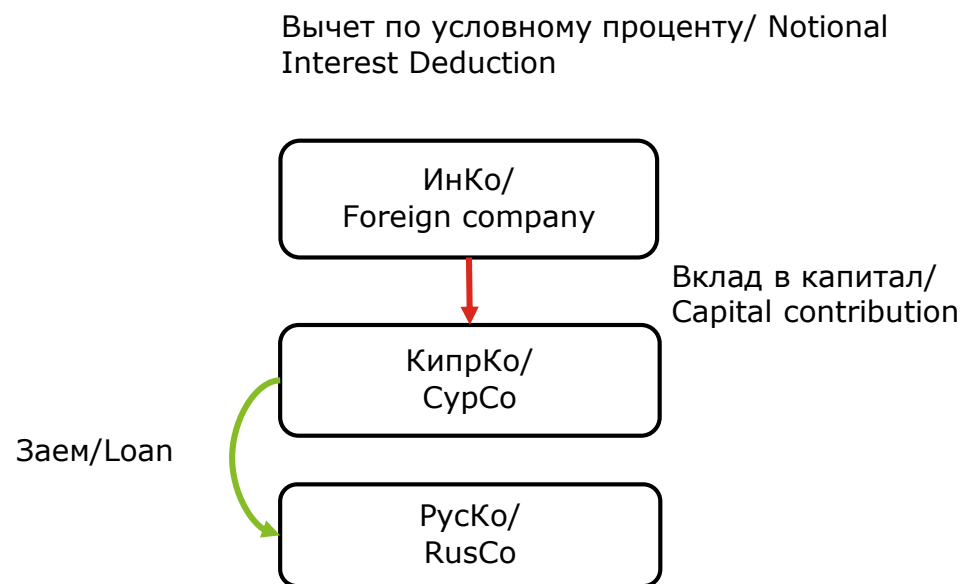 Вычет по условному проценту/ Notional
Interest Deduction
ИнКо/
Foreign company
Вклад в капитал/
Capital contribution
КипрКо/
CypCo
Заем/Loan
РусКо/
RusCo